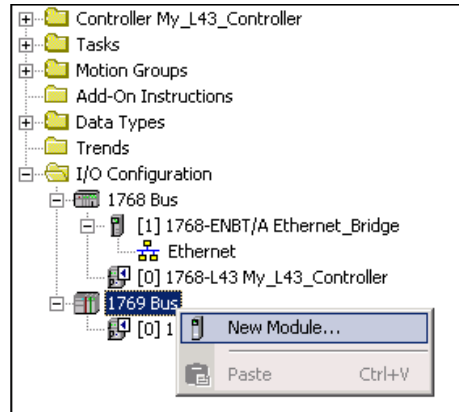 Controller My_L43_Controller
Tasks
Motion Groups
Add-On Instructions
Data Types
Trends
I/O Configuration
1768 Bus
[1] 1768-ENBT/A Ethernet_Bridge
Ethernet
[0] 1768-L43 My_L43_Controller
1769 Bus
[0] 1
New Module...
Paste Ctrl+V